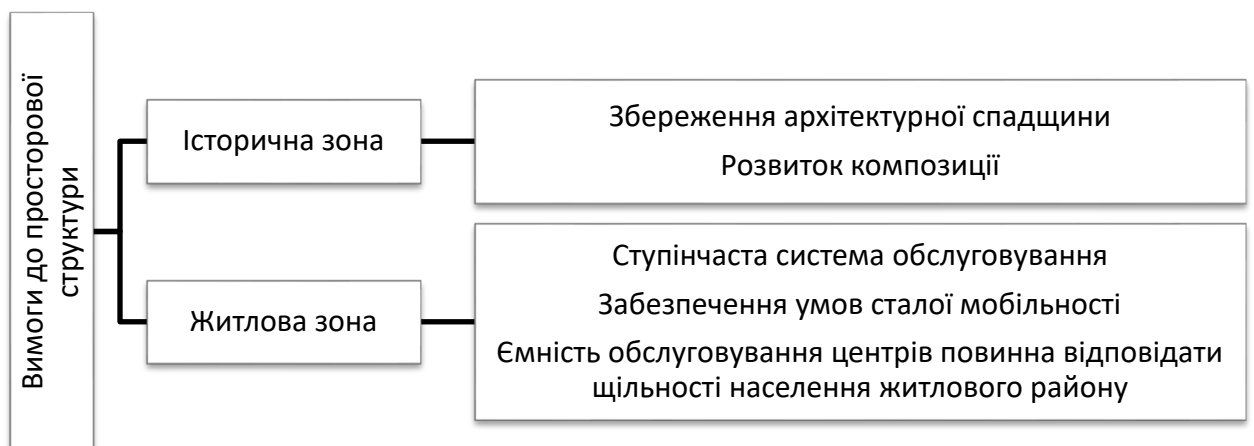 Вимоги до просторової
структури
Історична зона
Збереження архітектурної спадщини
Розвиток композиції
Житлова зона
Ступінчаста система обслуговування
Забезпечення умов сталої мобільності
Ємність обслуговування центрів повинна відповідати
щільності населення житлового району